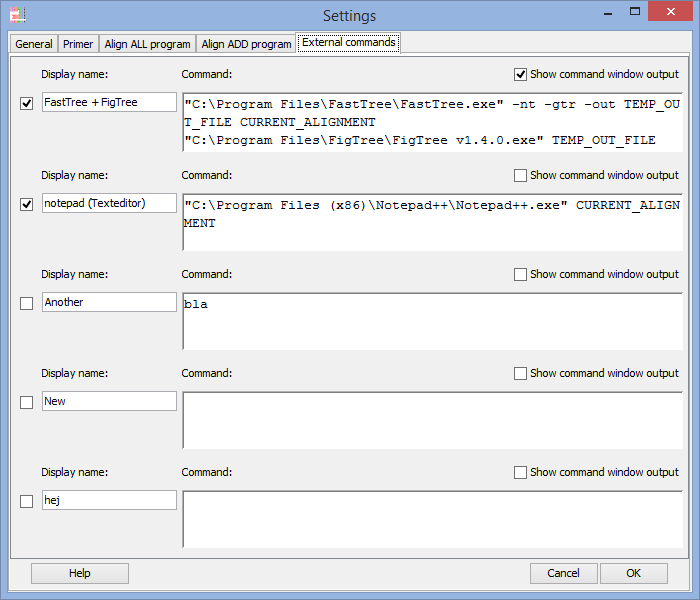 Settings
General Primer Align ALL program Align ADD program External commands
Display name: Command: Show command window output
FastTree + FigTree
"C:\Program Files\FastTree\FastTree.exe" -nt -gtr -out TEMP_OU
T_FILE CURRENT_ALIGNMENT
"C:\Program Files\FigTree\FigTree v1.4.0.exe" TEMP_OUT_FILE
Display name: Command: Show command window output
notepad (Texteditor)
"C:\Program Files (x86)\Notepad++\Notepad++.exe" CURRENT_ALIGN
MENT
Display name: Command: Show command window output
Another
bla
Display name: Command: Show command window output
New
Display name: Command: Show command window output
hej
Help Cancel OK